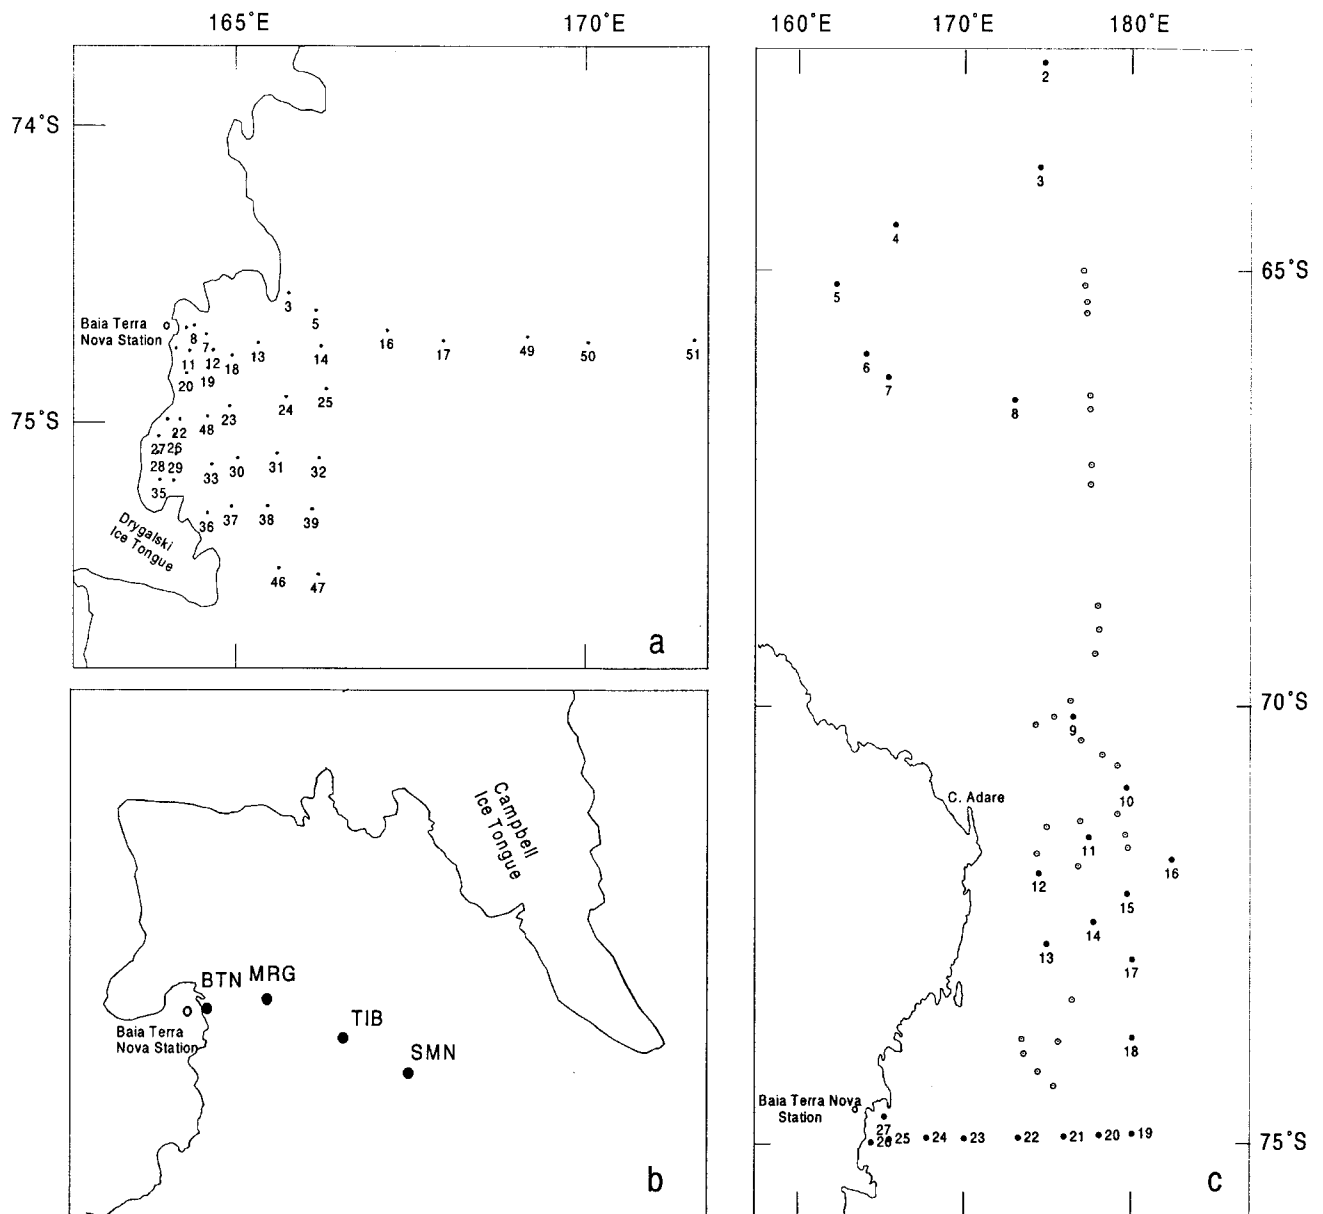 165°E
170°E
160°E
170°E
180°E
2
74°S
3
4
65°S
3
5
5
Baia Terra
Nova Station
8
7
16
17
49
50
51
11
12
18
13
14
6
20
19
7
24
25
8
75°S
22
48
23
27
26
28
29
33
30
31
32
35
36
37
38
39
Drygalski
Ice Tongue
46
47
a
70°S
9
C. Adare
10
Campbell
Ice Tongue
11
12
16
15
14
13
17
BTN
MRG
Baia Terra
Nova Station
TIB
SMN
18
Baia Terra Nova
Station
27
26
25
24
23
22
21
20
19
75°S
b
c